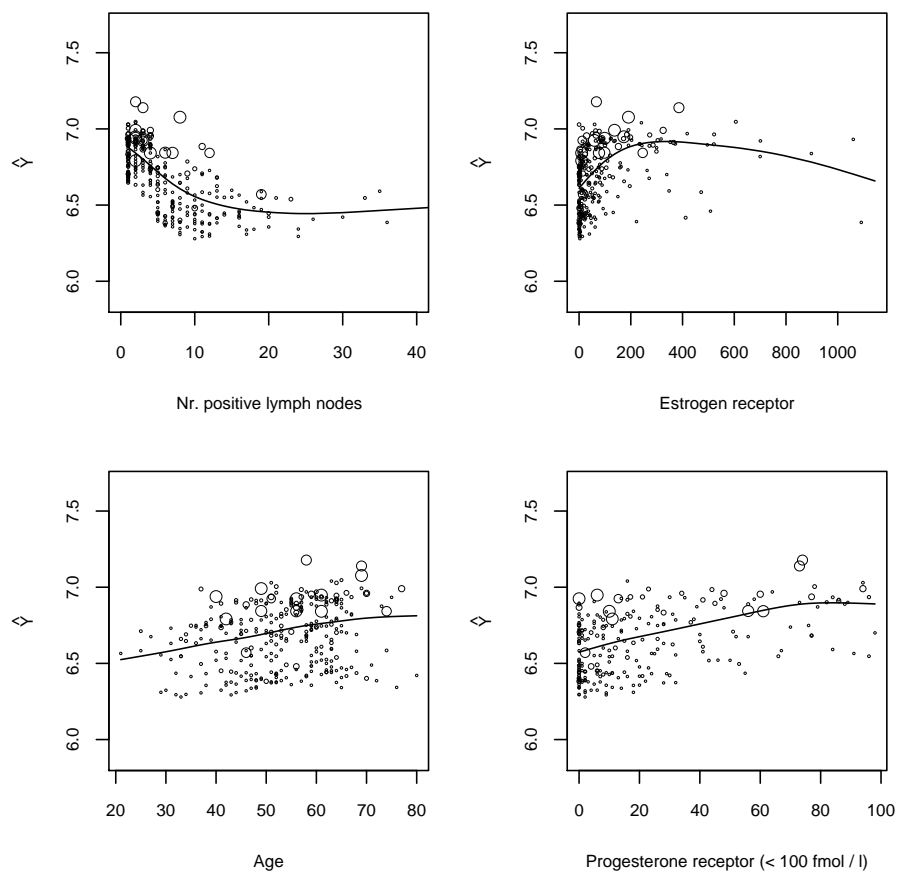 7.5
7.0
6.5
6.0
Ŷ
0 10 20 30 40
Nr. positive lymph nodes
7.5
7.0
6.5
6.0
Ŷ
0 200 400 600 800 1000
Estrogen receptor
7.5
7.0
6.5
6.0
Ŷ
20 30 40 50 60 70 80
Age
7.5
7.0
6.5
6.0
Ŷ
0 20 40 60 80 100
Progesterone receptor (< 100 fmol / l)